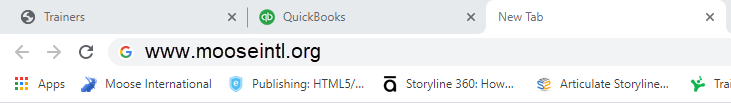 Trainers QuickBooks New Tab
www.mooseintl.org
Apps Moose International Publishing: HTML5/... Storyline 360: How... Articulate Storyline... Trai